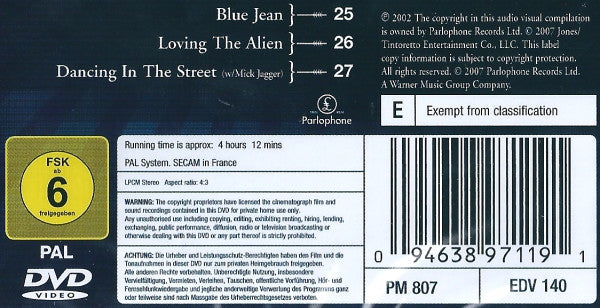 Blue Jean 25
Loving The Alien 26
Dancing In The Street (w/Mick Jagger) 27
Parlophone
℗ 2002 The copyright in this audio visual compilation
is owned by Parlophone Records Ltd. © 2007 Jones/
Tintoretto Entertainment Co., LLC. This label
copy information is subject to copyright protection.
All rights reserved. © 2007 Parlophone Records Ltd.
A Warner Music Group Company.
E Exempt from classification
FSK
ab
6
freigegeben
PAL
DVD
VIDEO
Running time is approx: 4 hours 12 mins
PAL System. SECAM in France
LPCM Stereo Aspect ratio: 4:3
WARNING: The copyright proprietors have licensed the cinematograph film and
sound recordings contained in this DVD for private home use only.
Any unauthorised use including copying, editing, exhibiting renting, hiring, lending,
exchanging, public performance, diffusion, radio or television broadcasting or
otherwise dealing with this DVD or any part thereof is strictly prohibited.
ACHTUNG: Die Urheber und Leistungsschutz-Berechtigten haben den Film und die
Tonaufnahmen in dieser DVD nur zum privaten Heimgebrauch freigegeben.
Alle anderen Rechte vorbehalten. Unberechtigte Nutzung, insbesondere
Vervielfältigung, Vermieten, Verleihen, Tauschen, öffentliche Vorführung, Hör- und
Fernsehfunkwiedergabe und jegliche anderweitige Verwertung des Programms ganz
oder teilweise sind nach Massgabe des Urheberrechtsgesetzes verboten.
0 94638 97119 1
PM 807 EDV 140